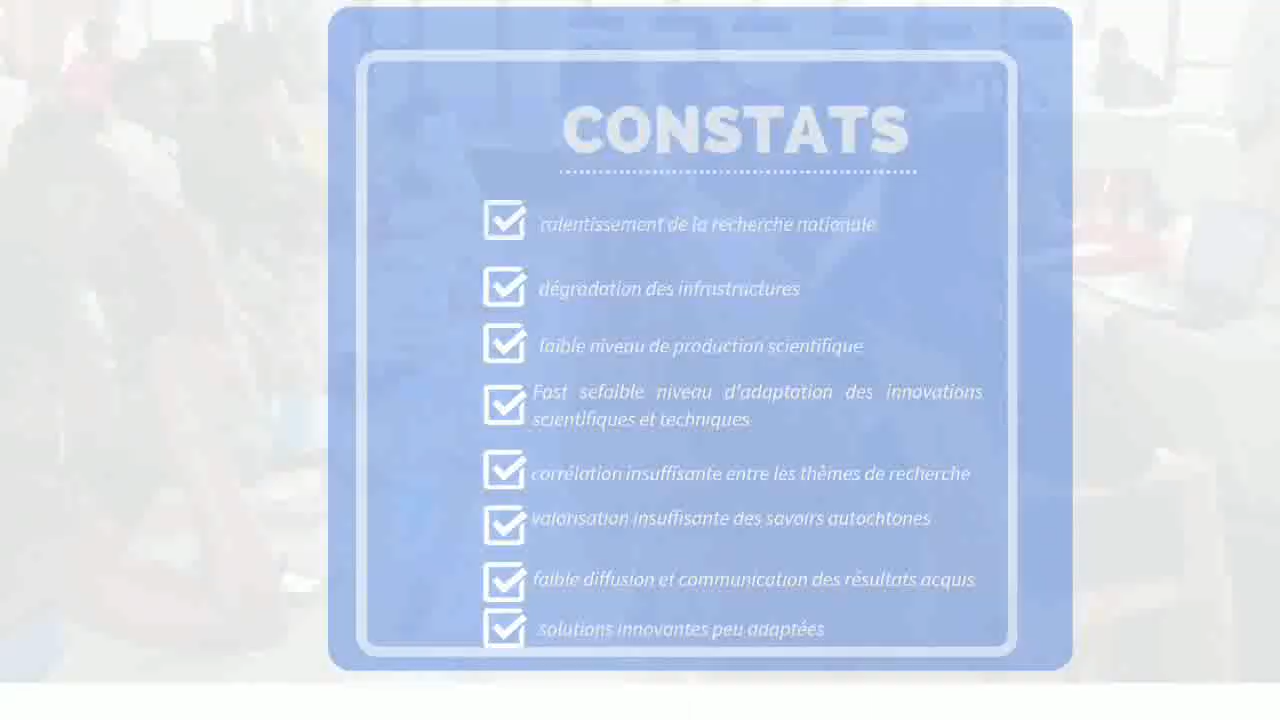 CONSTATS
ralentissement de la recherche nationale
dégradation des infrastructures
faible niveau de production scientifique
Fast sefaible niveau d'adaptation des innovations
scientifiques et techniques
corrélation insuffisante entre les thèmes de recherche
valorisation insuffisante des savoirs autochtones
faible diffusion et communication des résultats acquis
solutions innovantes peu adaptées